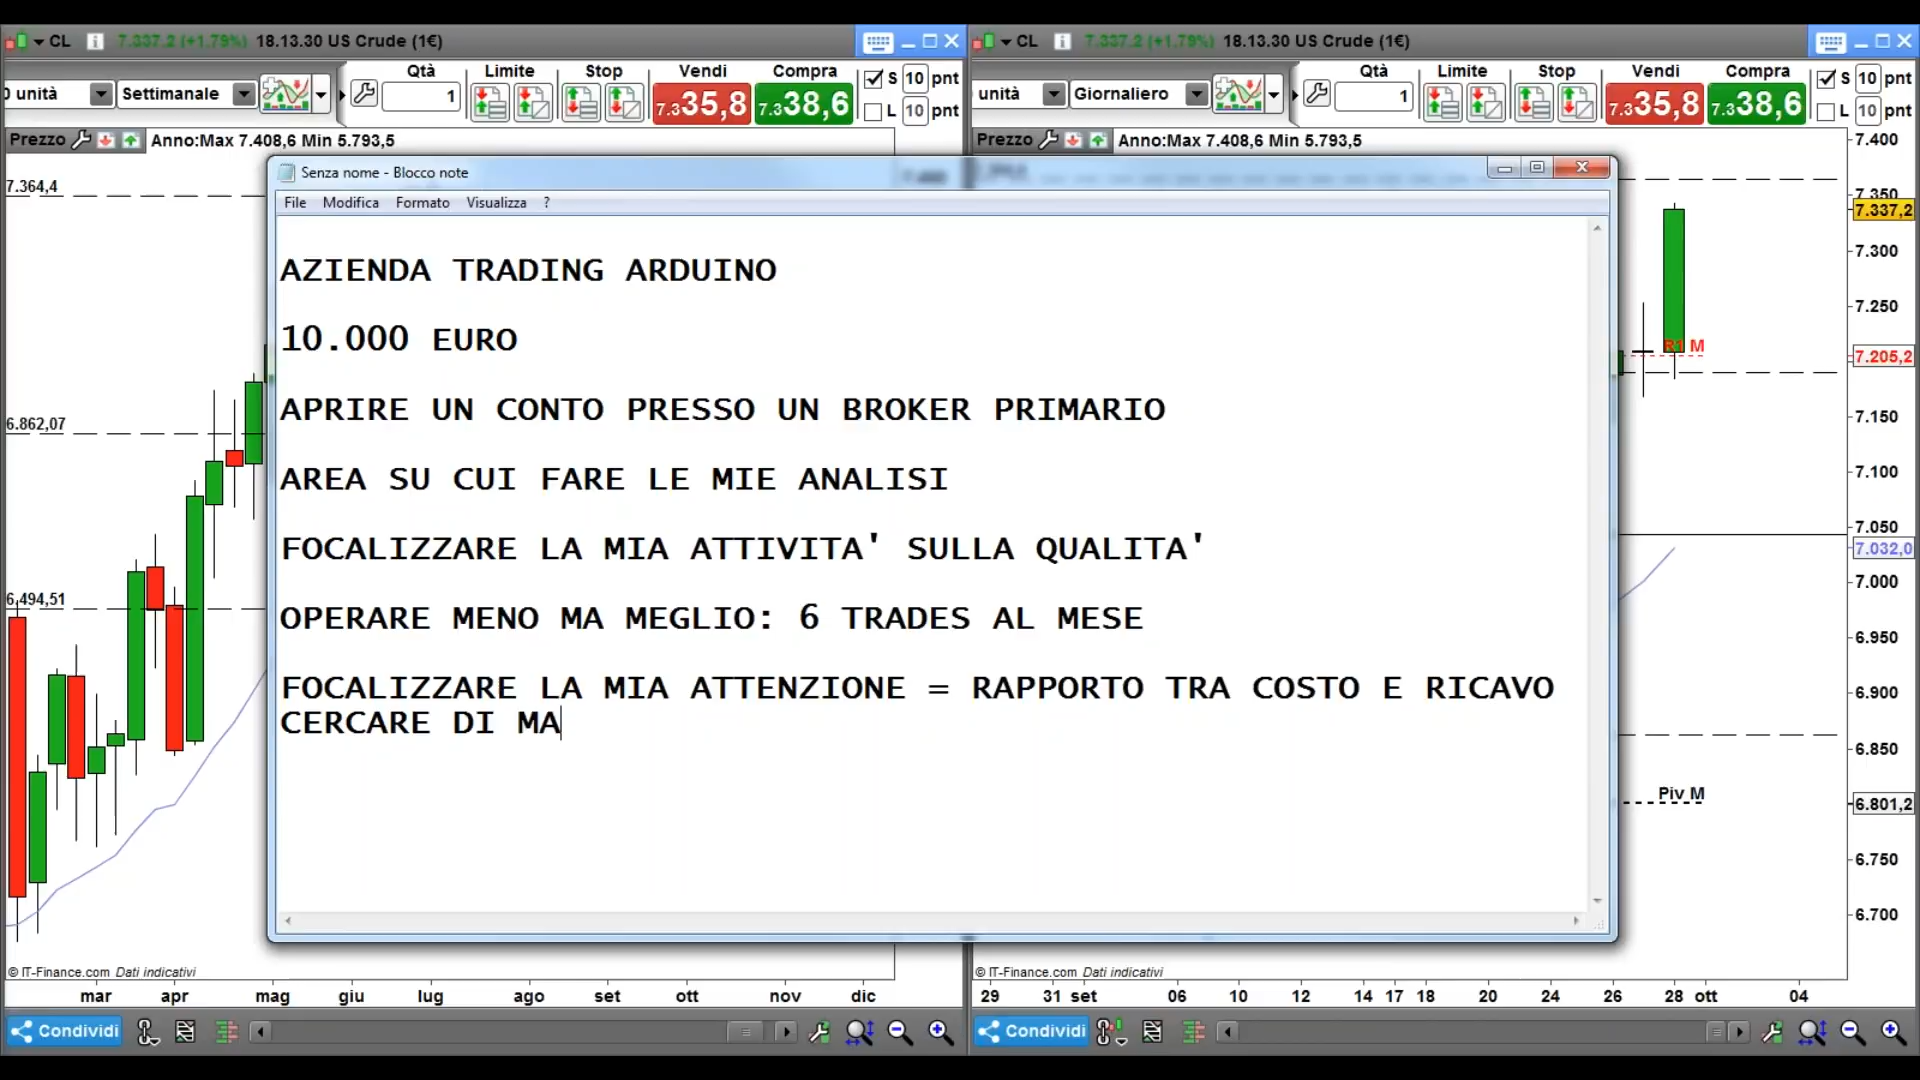 CL 7.337.2 (+1.79%) 18.13.30 US Crude (1€)
CL 7.337.2 (+1.79%) 18.13.30 US Crude (1€)
0 unità Settimanale Qtà 1 Limite Stop Vendi 7.335,8 Compra 7.338,6 S 10 pnt
L 10 pnt
unità Giornaliero Qtà 1 Limite Stop Vendi 7.335,8 Compra 7.338,6 S 10 pnt
L 10 pnt
Prezzo Anno:Max 7.408,6 Min 5.793,5
Prezzo Anno:Max 7.408,6 Min 5.793,5
Senza nome - Blocco note
File Modifica Formato Visualizza ?
AZIENDA TRADING ARDUINO
10.000 EURO
APRIRE UN CONTO PRESSO UN BROKER PRIMARIO
AREA SU CUI FARE LE MIE ANALISI
FOCALIZZARE LA MIA ATTIVITA' SULLA QUALITA'
OPERARE MENO MA MEGLIO: 6 TRADES AL MESE
FOCALIZZARE LA MIA ATTENZIONE = RAPPORTO TRA COSTO E RICAVO
CERCARE DI MA
7.364,4
6.862,07
6.494,51
7.400
7.350
7.337,2
7.300
7.250
R1 M
7.205,2
7.150
7.100
7.050
7.032,0
7.000
6.950
6.900
6.850
Piv M
6.801,2
6.750
6.700
© IT-Finance.com Dati indicativi
© IT-Finance.com Dati indicativi
mar apr mag giu lug ago set ott nov dic
29 31 set 06 10 12 14 17 18 20 24 26 28 ott 04
Condividi
Condividi